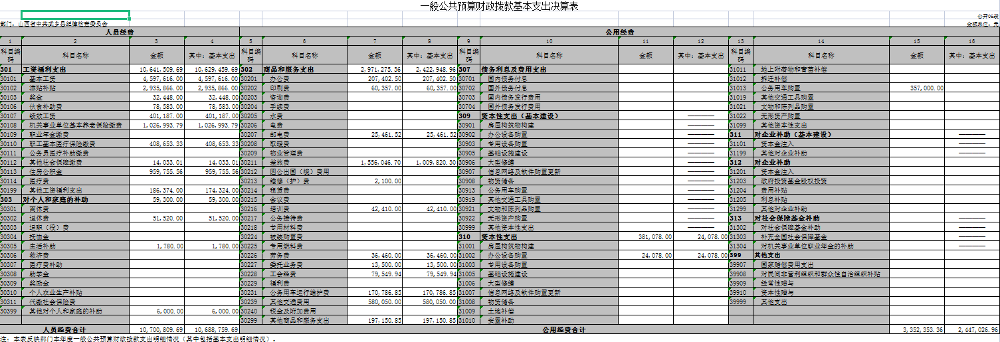 一般公共预算财政拨款基本支出决算表
公开06表
部门：山西省中共武乡县纪律检查委员会 金额单位：元
人员经费 公用经费
1 2 3 4 5 6 7 8 9 10 11 12 13 14 15 16
科目编码 科目名称 金额 其中：基本支出 科目编码 科目名称 金额 其中：基本支出 科目编码 科目名称 金额 其中：基本支出 科目编码 科目名称 金额 其中：基本支出
301 工资福利支出 10,641,509.69 10,629,459.69 302 商品和服务支出 2,971,275.36 2,422,948.96 307 债务利息及费用支出 31011 地上附着物和青苗补偿
30101 基本工资 4,597,616.00 4,597,616.00 30201 办公费 207,402.50 207,402.50 30701 国内债务付息 31012 拆迁补偿
30102 津贴补贴 2,935,866.00 2,935,866.00 30202 印刷费 60,357.00 60,357.00 30702 国外债务付息 31013 公务用车购置 357,000.00
30103 奖金 32,448.00 32,448.00 30203 咨询费 30703 国内债务发行费用 31019 其他交通工具购置
30106 伙食补助费 78,583.00 78,583.00 30204 手续费 30704 国外债务发行费用 31021 文物和陈列品购置
30107 绩效工资 401,187.00 401,187.00 30205 水费 309 资本性支出（基本建设） ———— 31022 无形资产购置
30108 机关事业单位基本养老保险缴费 1,026,993.79 1,026,993.79 30206 电费 30901 房屋构筑物构建 ———— 31099 其他资本性支出
30109 职业年金缴费 30207 邮电费 25,461.52 25,461.52 30902 办公设备购置 ———— 311 对企业补助（基本建设） ————
30110 职工基本医疗保险缴费 408,653.33 408,653.33 30208 取暖费 30903 专用设备购置 ———— 31101 资本金注入 ————
30111 公务员医疗补助缴费 30209 物业管理费 30905 基础设施建设 ———— 31199 其他对企业补助 ————
30112 其他社会保障缴费 14,033.01 14,033.01 30211 差旅费 1,556,046.70 1,009,820.30 30906 大型修缮 ———— 312 对企业补助
30113 住房公积金 959,755.56 959,755.56 30212 因公出国（境）费用 30907 信息网络及软件购置更新 ———— 31201 资本金注入
30114 医疗费 30213 维修（护）费 2,100.00 30908 物资储备 ———— 31203 政府投资基金股权投资
30199 其他工资福利支出 186,374.00 174,324.00 30214 租赁费 30913 公务用车购置 ———— 31204 费用补贴
303 对个人和家庭的补助 59,300.00 59,300.00 30215 会议费 30919 其他交通工具购置 ———— 31205 利息补贴
30301 离休费 30216 培训费 42,410.00 42,410.00 30921 文物和陈列品购置 ———— 31299 其他对企业补助
30302 退休费 51,520.00 51,520.00 30217 公务接待费 30922 无形资产购置 ———— 313 对社会保障基金补助 ————
30303 退职（役）费 30218 专用材料费 30999 其他资本性支出 ———— 31302 对社会保障基金补助 ————
30304 抚恤金 30224 被装购置费 310 资本性支出 381,078.00 24,078.00 31303 补充全国社会保障基金 ————
30305 生活补助 1,780.00 1,780.00 30225 专用燃料费 31001 房屋构筑物构建 31304 对机关事业单位职业年金的补助 ————
30306 救济费 30226 劳务费 36,460.00 36,460.00 31002 办公设备购置 24,078.00 24,078.00 399 其他支出
30307 医疗费补助 30227 委托业务费 13,500.00 13,500.00 31003 专用设备购置 39907 国家赔偿费用支出
30308 助学金 30228 工会经费 79,549.94 79,549.94 31005 基础设施建设 39908 对民间非营利组织和群众性自治组织补贴
30309 奖励金 30229 福利费 31006 大型修缮 39909 经常性赠与
30310 个人农业生产补贴 30231 公务用车运行维护费 170,786.85 170,786.85 31007 信息网络及软件购置更新 39910 资本性赠与
30311 代缴社会保险费 30239 其他交通费用 580,050.00 580,050.00 31008 物资储备 39999 其他支出
30399 其他对个人和家庭的补助 6,000.00 6,000.00 30240 税金及附加费用 31009 土地补偿
30299 其他商品和服务支出 197,150.85 197,150.85 31010 安置补助
人员经费合计 10,700,809.69 10,688,759.69 公用经费合计 3,352,353.36 2,447,026.96
注：本表反映部门本年度一般公共预算财政拨款支出明细情况（其中包括基本支出明细情况）.